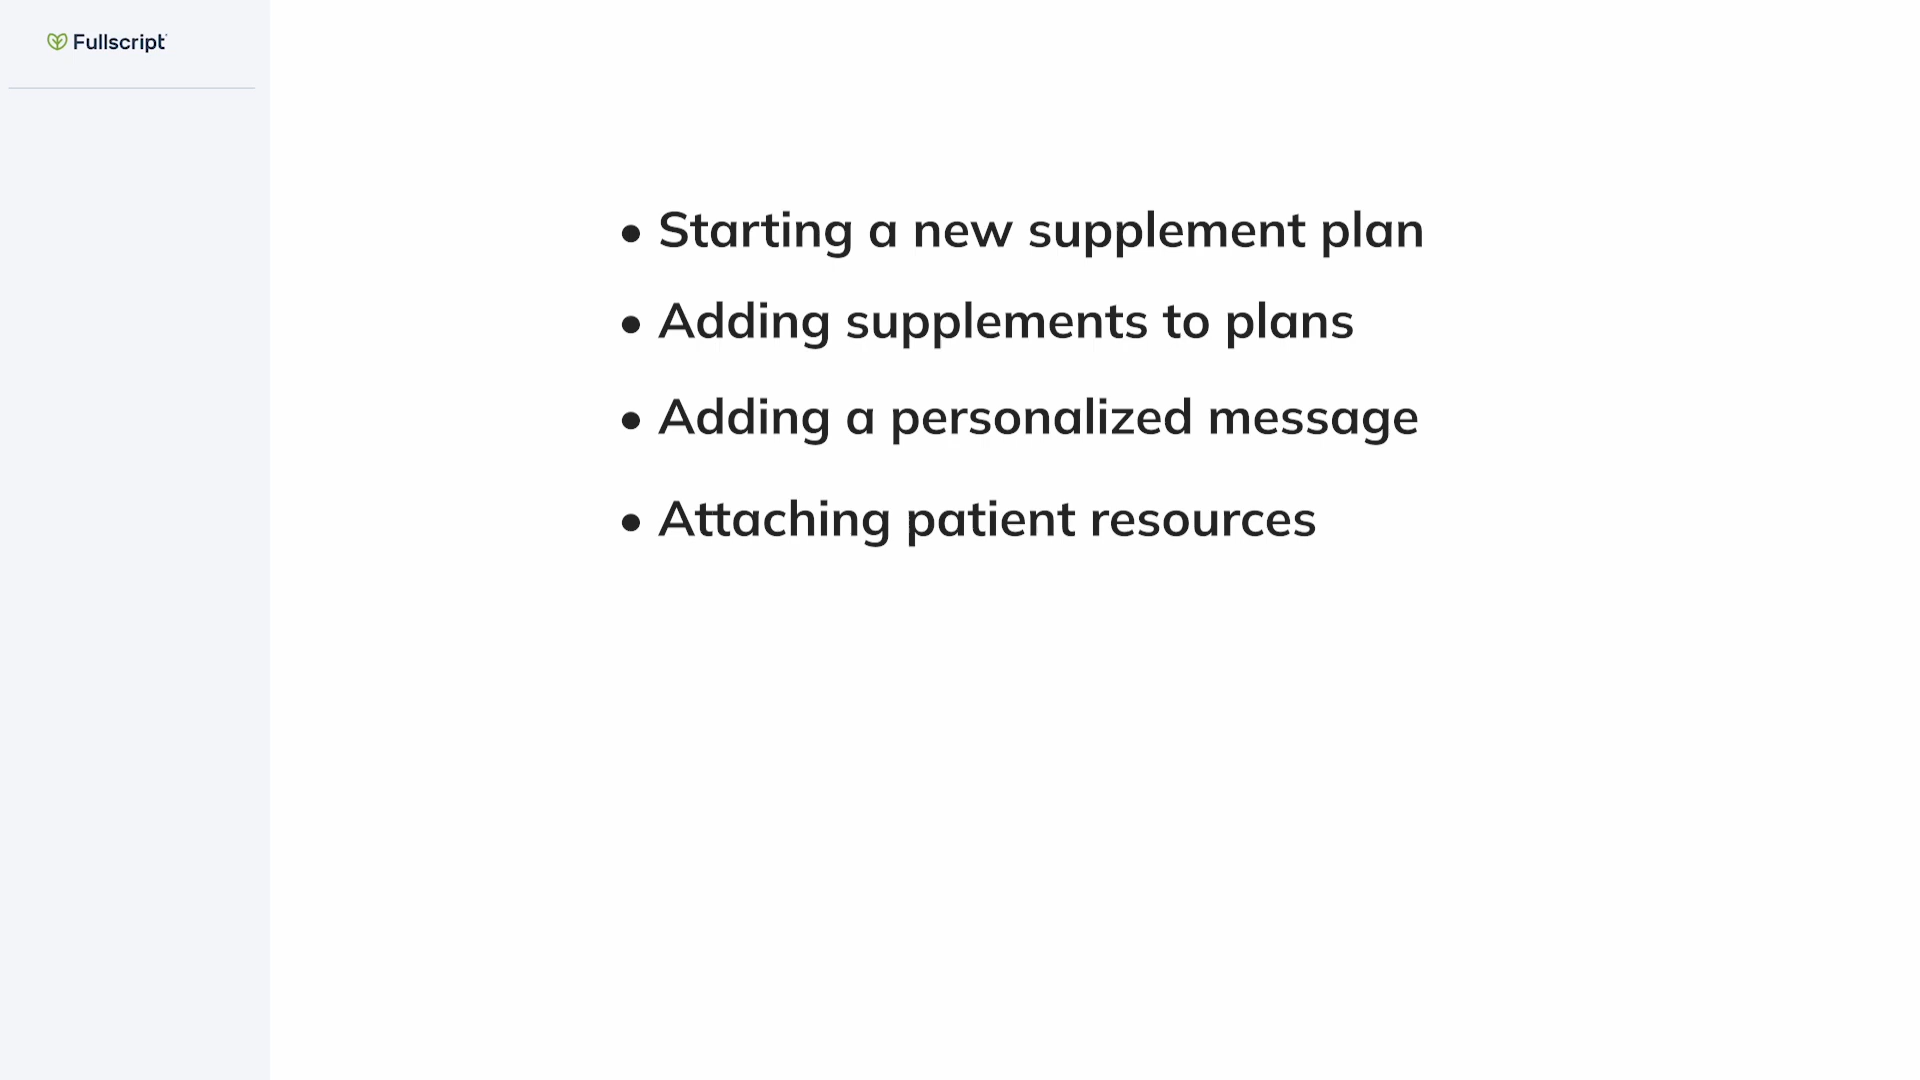 Fullscript
• Starting a new supplement plan
• Adding supplements to plans
• Adding a personalized message
• Attaching patient resources